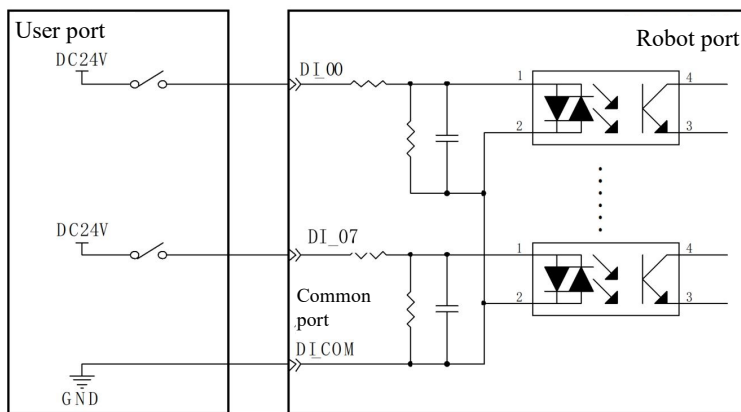 User port
Robot port
DC24V
DI_00
1
4
2
3
DC24V
DI_07
1
4
Common
port
2
3
DI_COM
GND